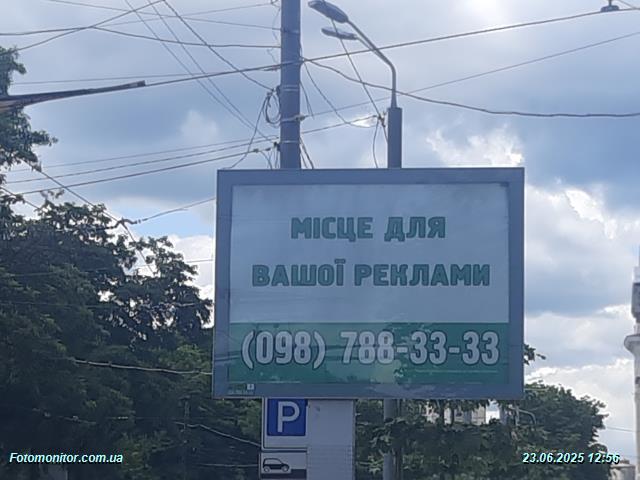 МІСЦЕ ДЛЯ
ВАШОЇ РЕКЛАМИ
(098) 788-33-33
P
Fotomonitor.com.ua
23.06.2025 12:56